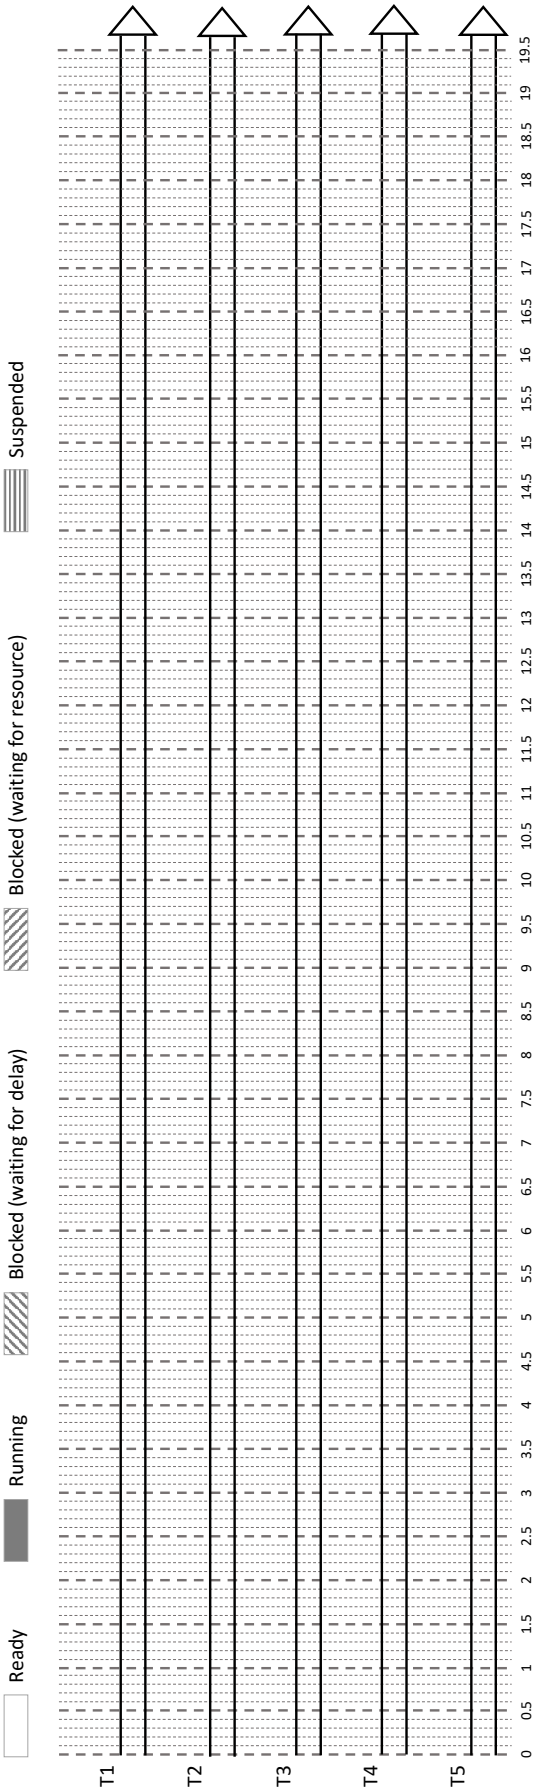 Ready Running Blocked (waiting for delay) Blocked (waiting for resource) Suspended
T1
T2
T3
T4
T5
0 0.5 1 1.5 2 2.5 3 3.5 4 4.5 5 5.5 6 6.5 7 7.5 8 8.5 9 9.5 10 10.5 11 11.5 12 12.5 13 13.5 14 14.5 15 15.5 16 16.5 17 17.5 18 18.5 19 19.5